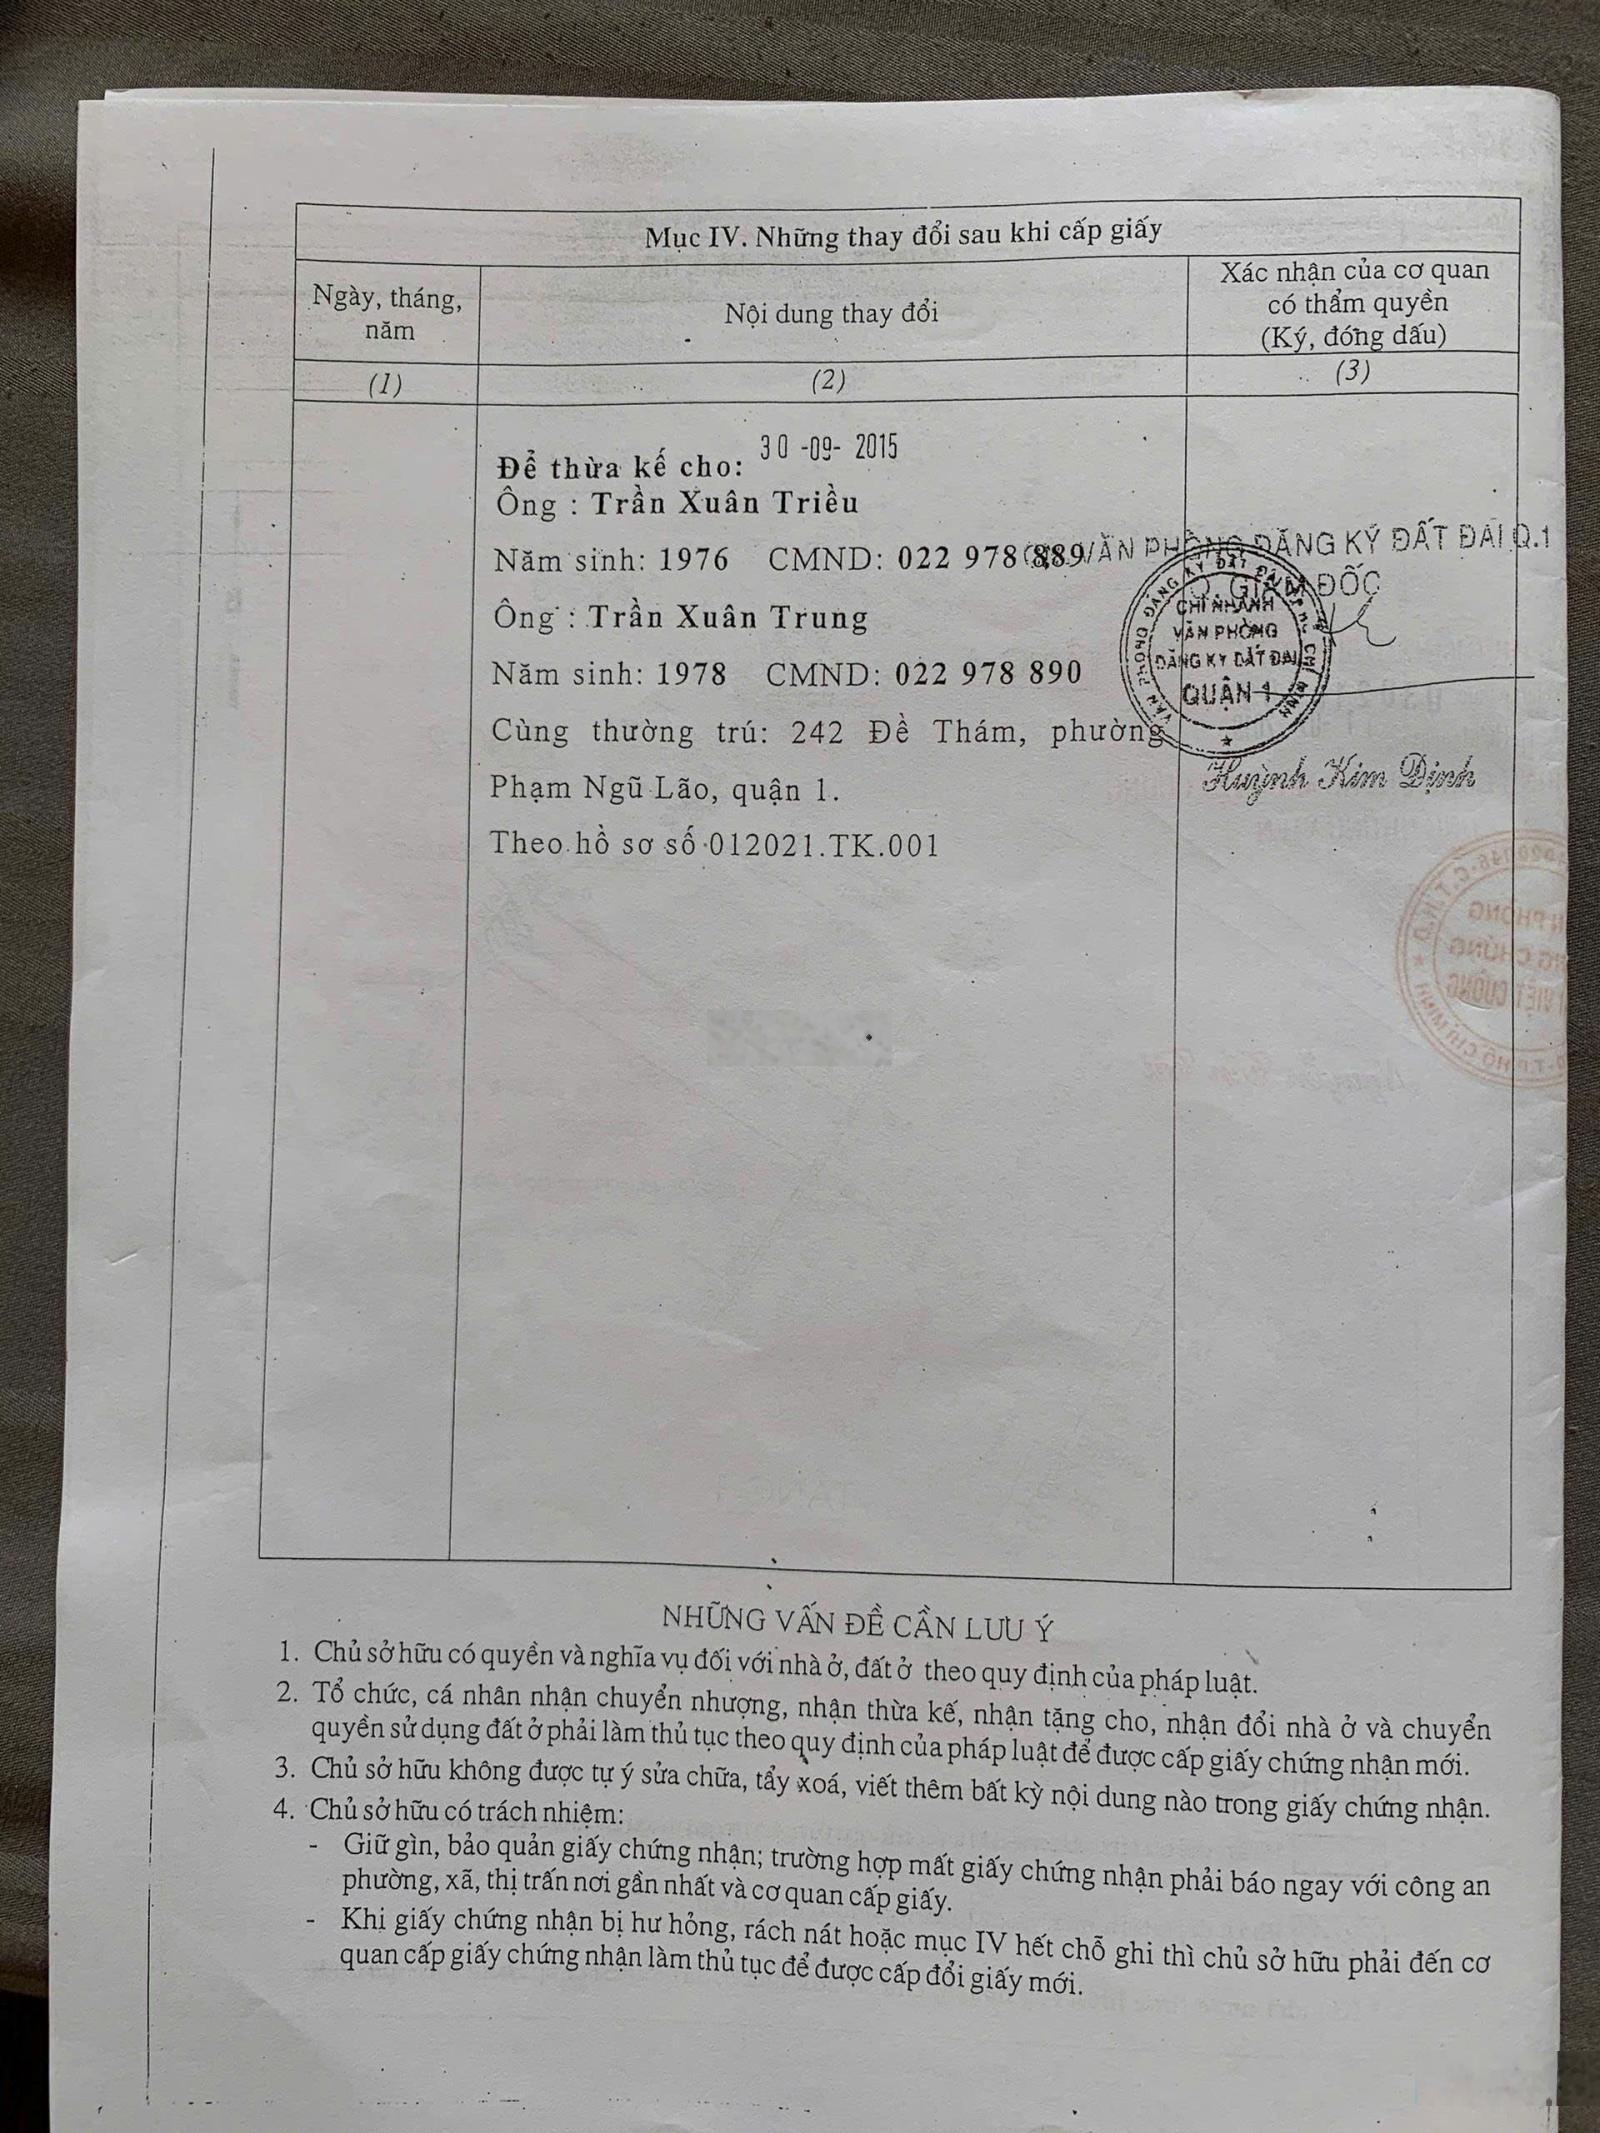 Mục IV. Những thay đổi sau khi cấp giấy
Ngày, tháng,
năm
Nội dung thay đổi
Xác nhận của cơ quan
có thẩm quyền
(Ký, đóng dấu)
(1)
(2)
(3)
30 -09- 2015
Để thừa kế cho:
Ông : Trần Xuân Triều
Năm sinh: 1976 CMND: 022 978 889
VĂN PHÒNG ĐĂNG KÝ ĐẤT ĐAI Q.1
GIÁM ĐỐC
Ông : Trần Xuân Trung
Năm sinh: 1978 CMND: 022 978 890
CHI NHÁNH
VĂN PHÒNG
ĐĂNG KÝ ĐẤT ĐAI
QUẬN 1
Cùng thường trú: 242 Đề Thám, phường
Phạm Ngũ Lão, quận 1.
Huỳnh Kim Định
Theo hồ sơ số 012021.TK.001
NHỮNG VẤN ĐỀ CẦN LƯU Ý
1. Chủ sở hữu có quyền và nghĩa vụ đối với nhà ở, đất ở theo quy định của pháp luật.
2. Tổ chức, cá nhân nhận chuyển nhượng, nhận thừa kế, nhận tặng cho, nhận đổi nhà ở và chuyển
quyền sử dụng đất ở phải làm thủ tục theo quy định của pháp luật để được cấp giấy chứng nhận mới.
3. Chủ sở hữu không được tự ý sửa chữa, tẩy xoá, viết thêm bất kỳ nội dung nào trong giấy chứng nhận.
4. Chủ sở hữu có trách nhiệm:
- Giữ gìn, bảo quản giấy chứng nhận; trường hợp mất giấy chứng nhận phải báo ngay với công an
phường, xã, thị trấn nơi gần nhất và cơ quan cấp giấy.
- Khi giấy chứng nhận bị hư hỏng, rách nát hoặc mục IV hết chỗ ghi thì chủ sở hữu phải đến cơ
quan cấp giấy chứng nhận làm thủ tục để được cấp đổi giấy mới.